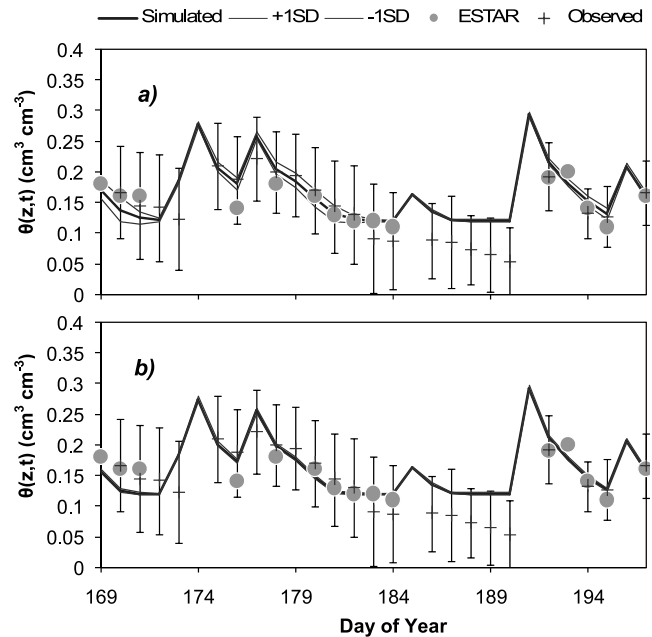 Simulated +1SD -1SD ESTAR Observed
0.4
a)
0.35
0.3
0.25
0.2
0.15
0.1
0.05
0
θ(z,t) (cm³ cm⁻³)
0.4
b)
0.35
0.3
0.25
0.2
0.15
0.1
0.05
0
θ(z,t) (cm³ cm⁻³)
169 174 179 184 189 194
Day of Year